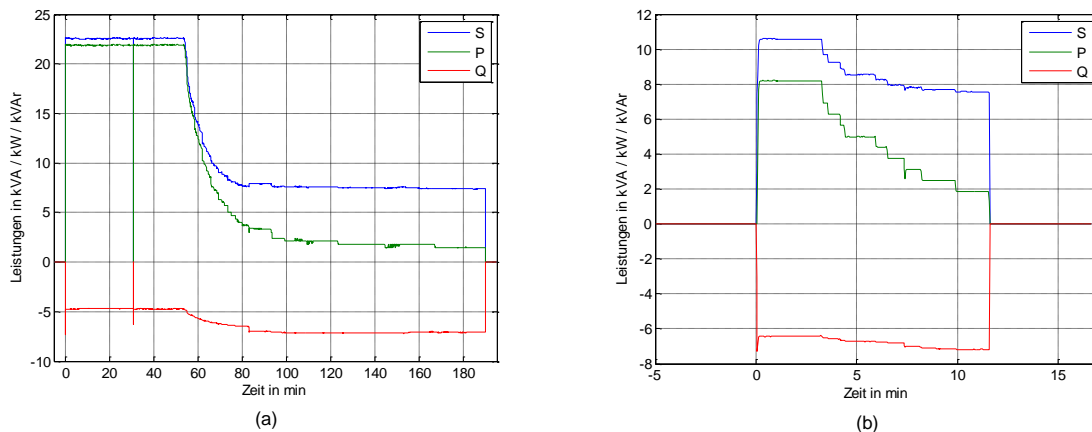 25
20
15
10
5
0
-5
-10
0 20 40 60 80 100 120 140 160 180
Leistungen in kVA / kW / kVAr
Zeit in min
S
P
Q
(a)
12
10
8
6
4
2
0
-2
-4
-6
-8
-5 0 5 10 15
Leistungen in kVA / kW / kVAr
Zeit in min
S
P
Q
(b)